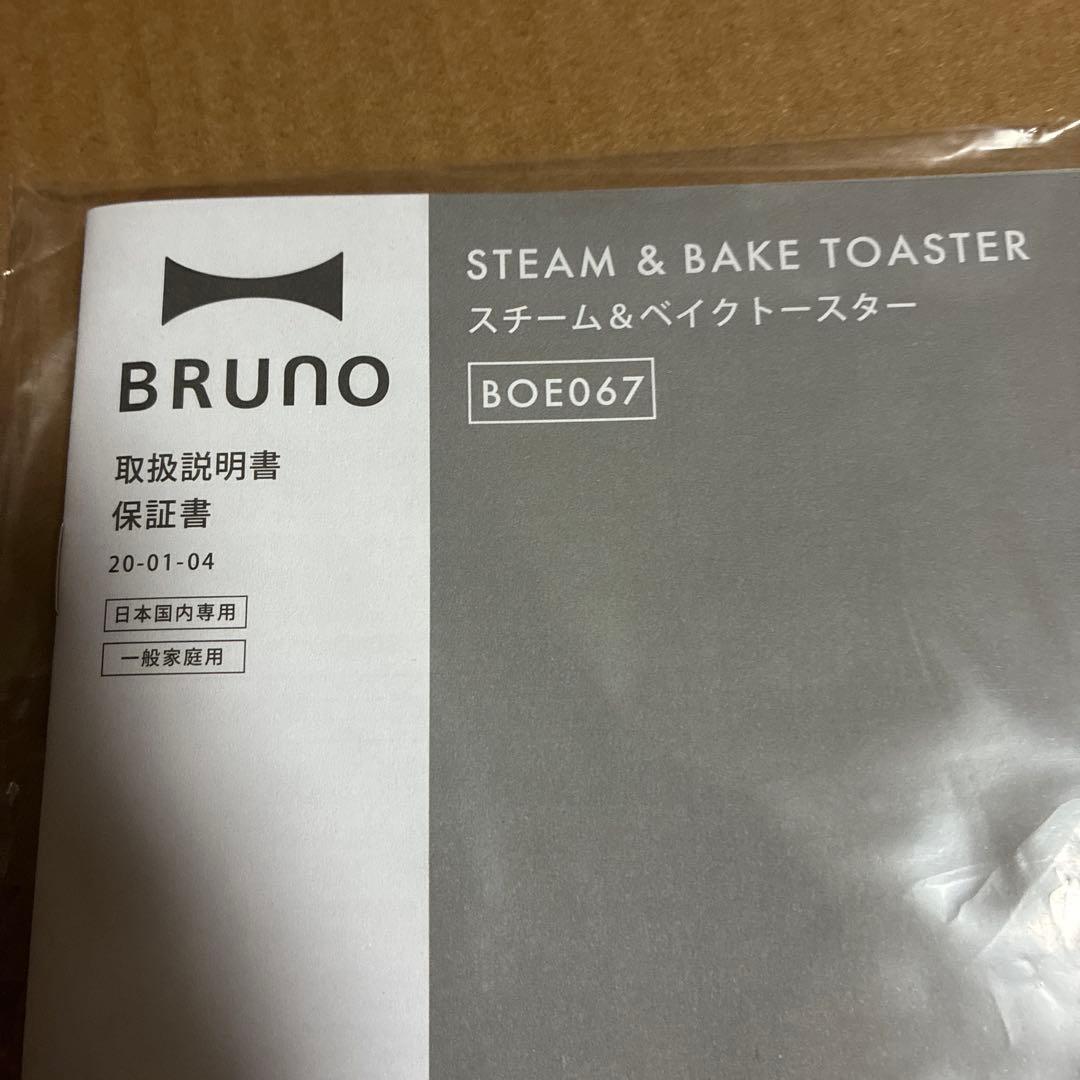 BRUNO
取扱説明書
保証書
20-01-04
日本国内専用
一般家庭用
STEAM & BAKE TOASTER
スチーム&ベイクトースター
BOE067